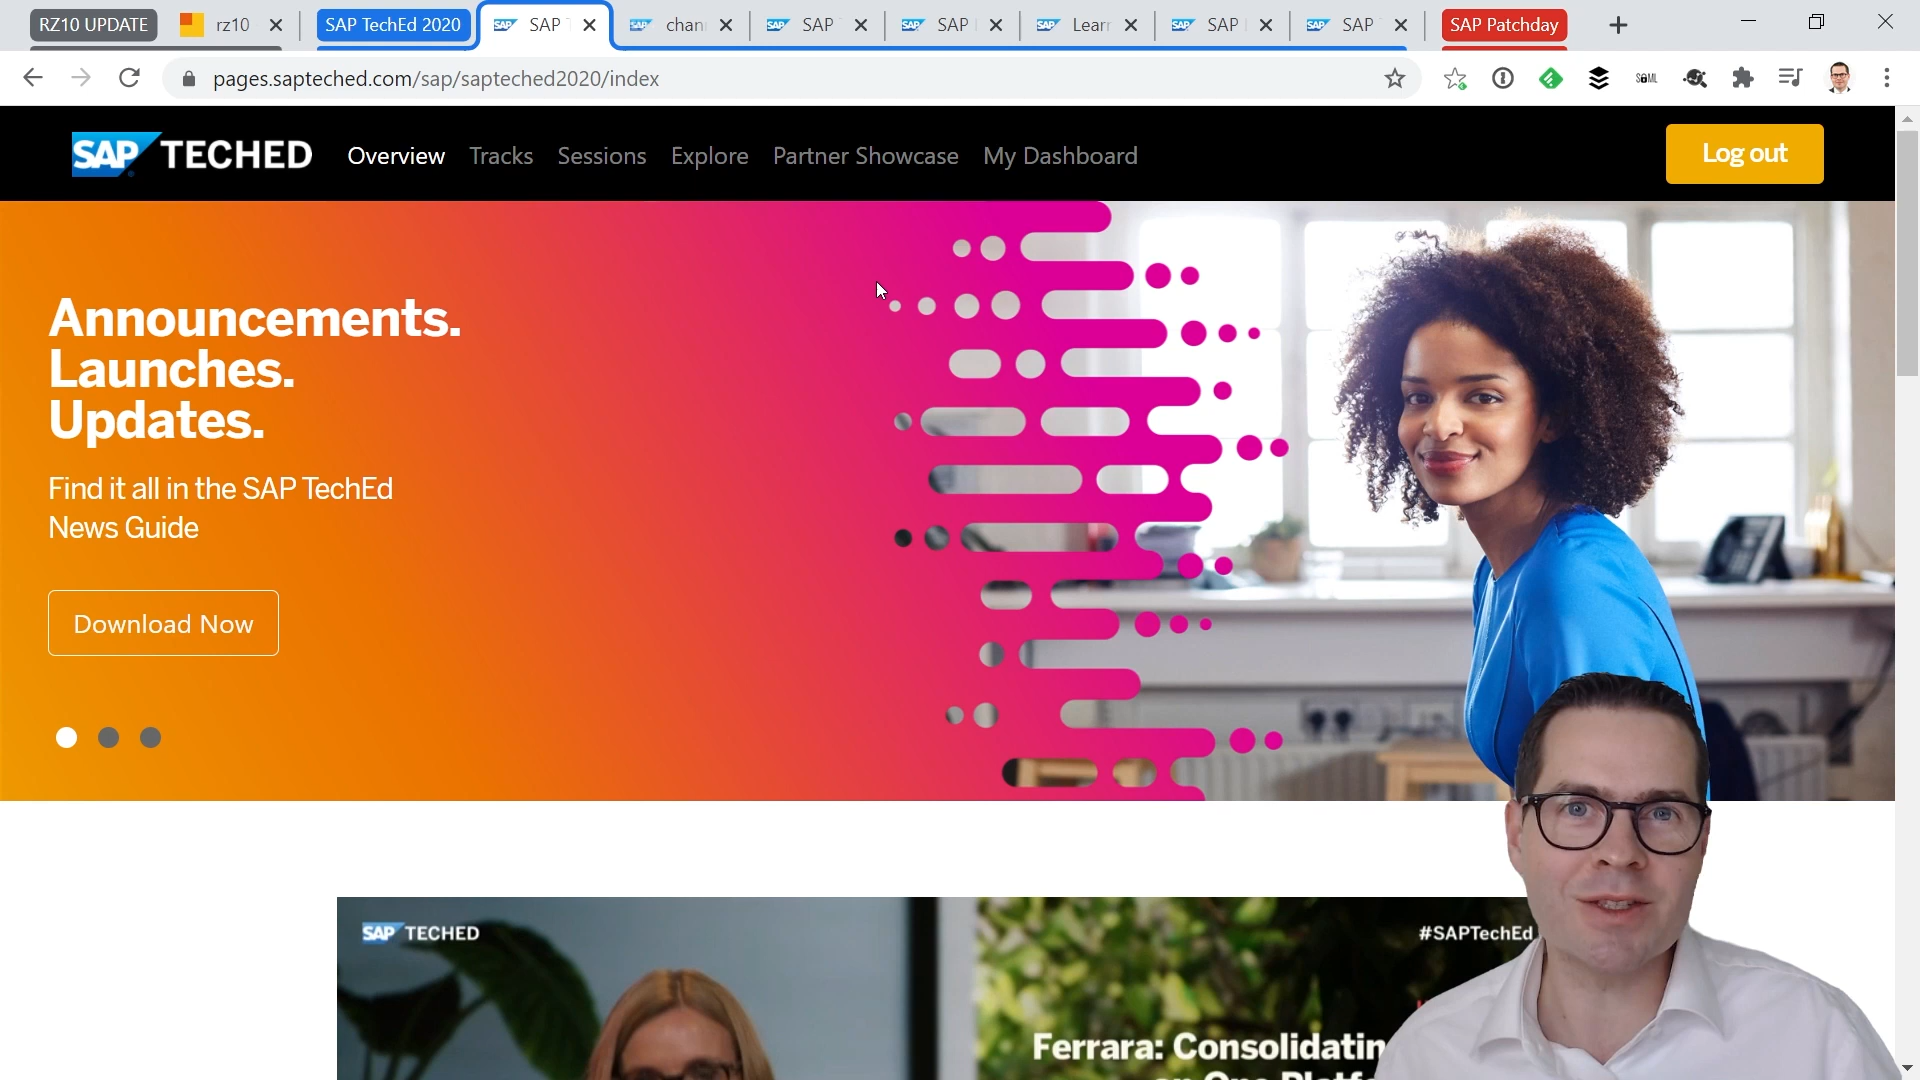 RZ10 UPDATE rz10 SAP TechEd 2020 SAP chan SAP SAP Learn SAP SAP SAP Patchday
pages.sapteched.com/sap/sapteched2020/index
SAP TECHED Overview Tracks Sessions Explore Partner Showcase My Dashboard Log out
Announcements.
Launches.
Updates.
Find it all in the SAP TechEd
News Guide
Download Now
SAP TECHED #SAPTechEd
Ferrara: Consolidatin